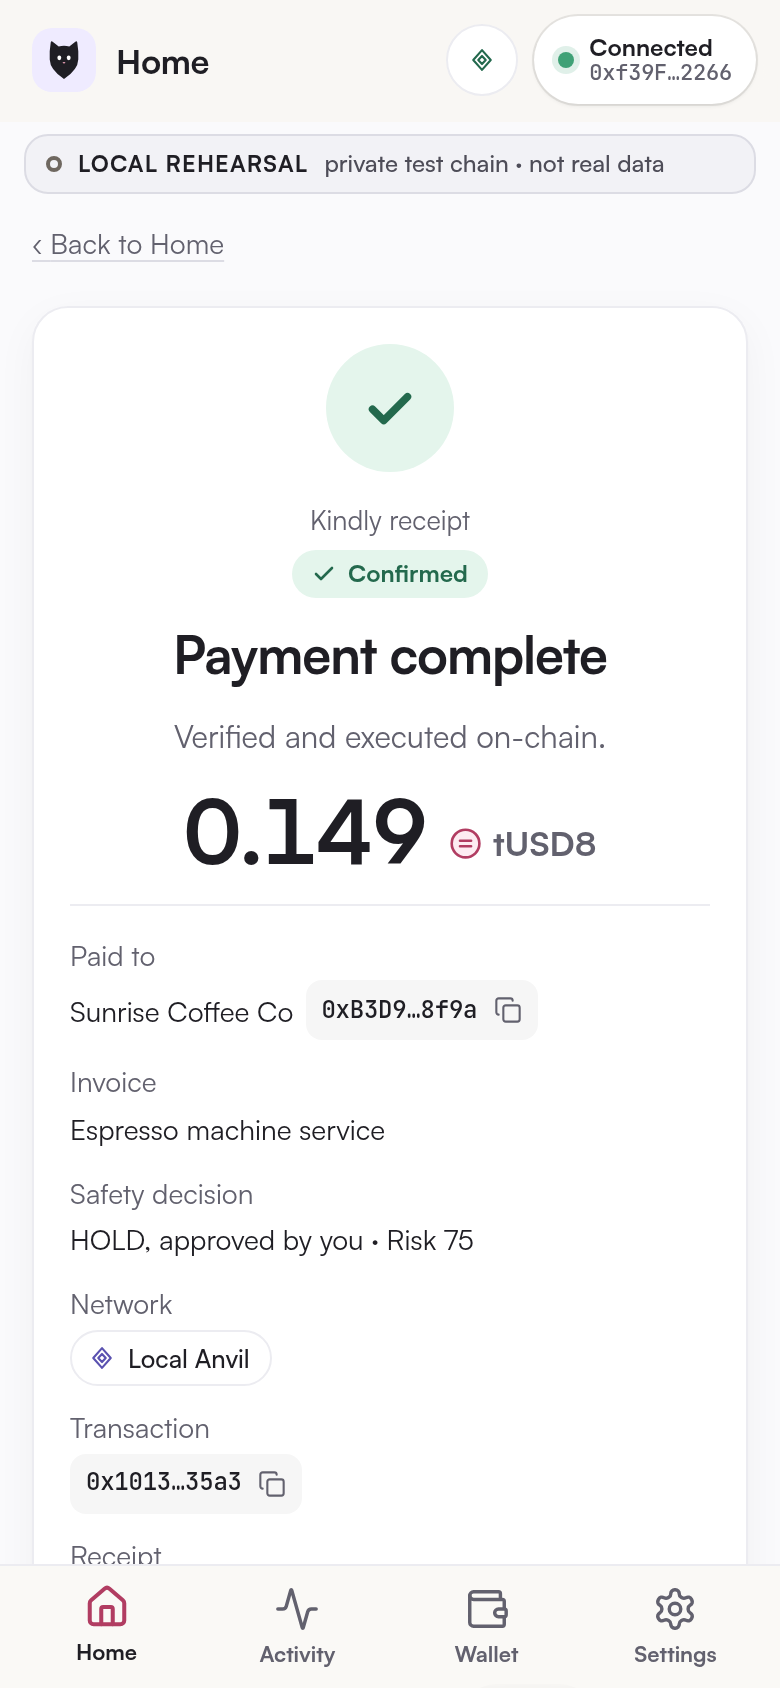 Home
Connected
0xf39F…2266
LOCAL REHEARSAL private test chain · not real data
‹ Back to Home
Kindly receipt
Confirmed
Payment complete
Verified and executed on-chain.
0.149 tUSD8
Paid to
Sunrise Coffee Co 0xB3D9…8f9a
Invoice
Espresso machine service
Safety decision
HOLD, approved by you · Risk 75
Network
Local Anvil
Transaction
0x1013…35a3
Receipt
Home Activity Wallet Settings